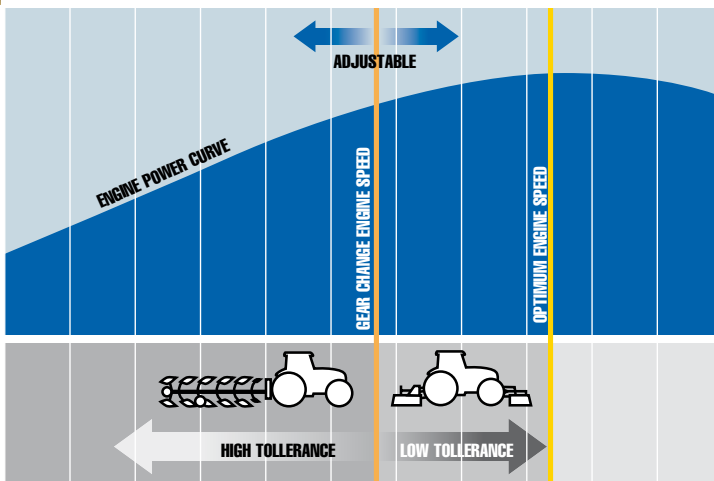 ADJUSTABLE
ENGINE POWER CURVE
GEAR CHANGE ENGINE SPEED
OPTIMUM ENGINE SPEED
HIGH TOLLERANCE
LOW TOLLERANCE